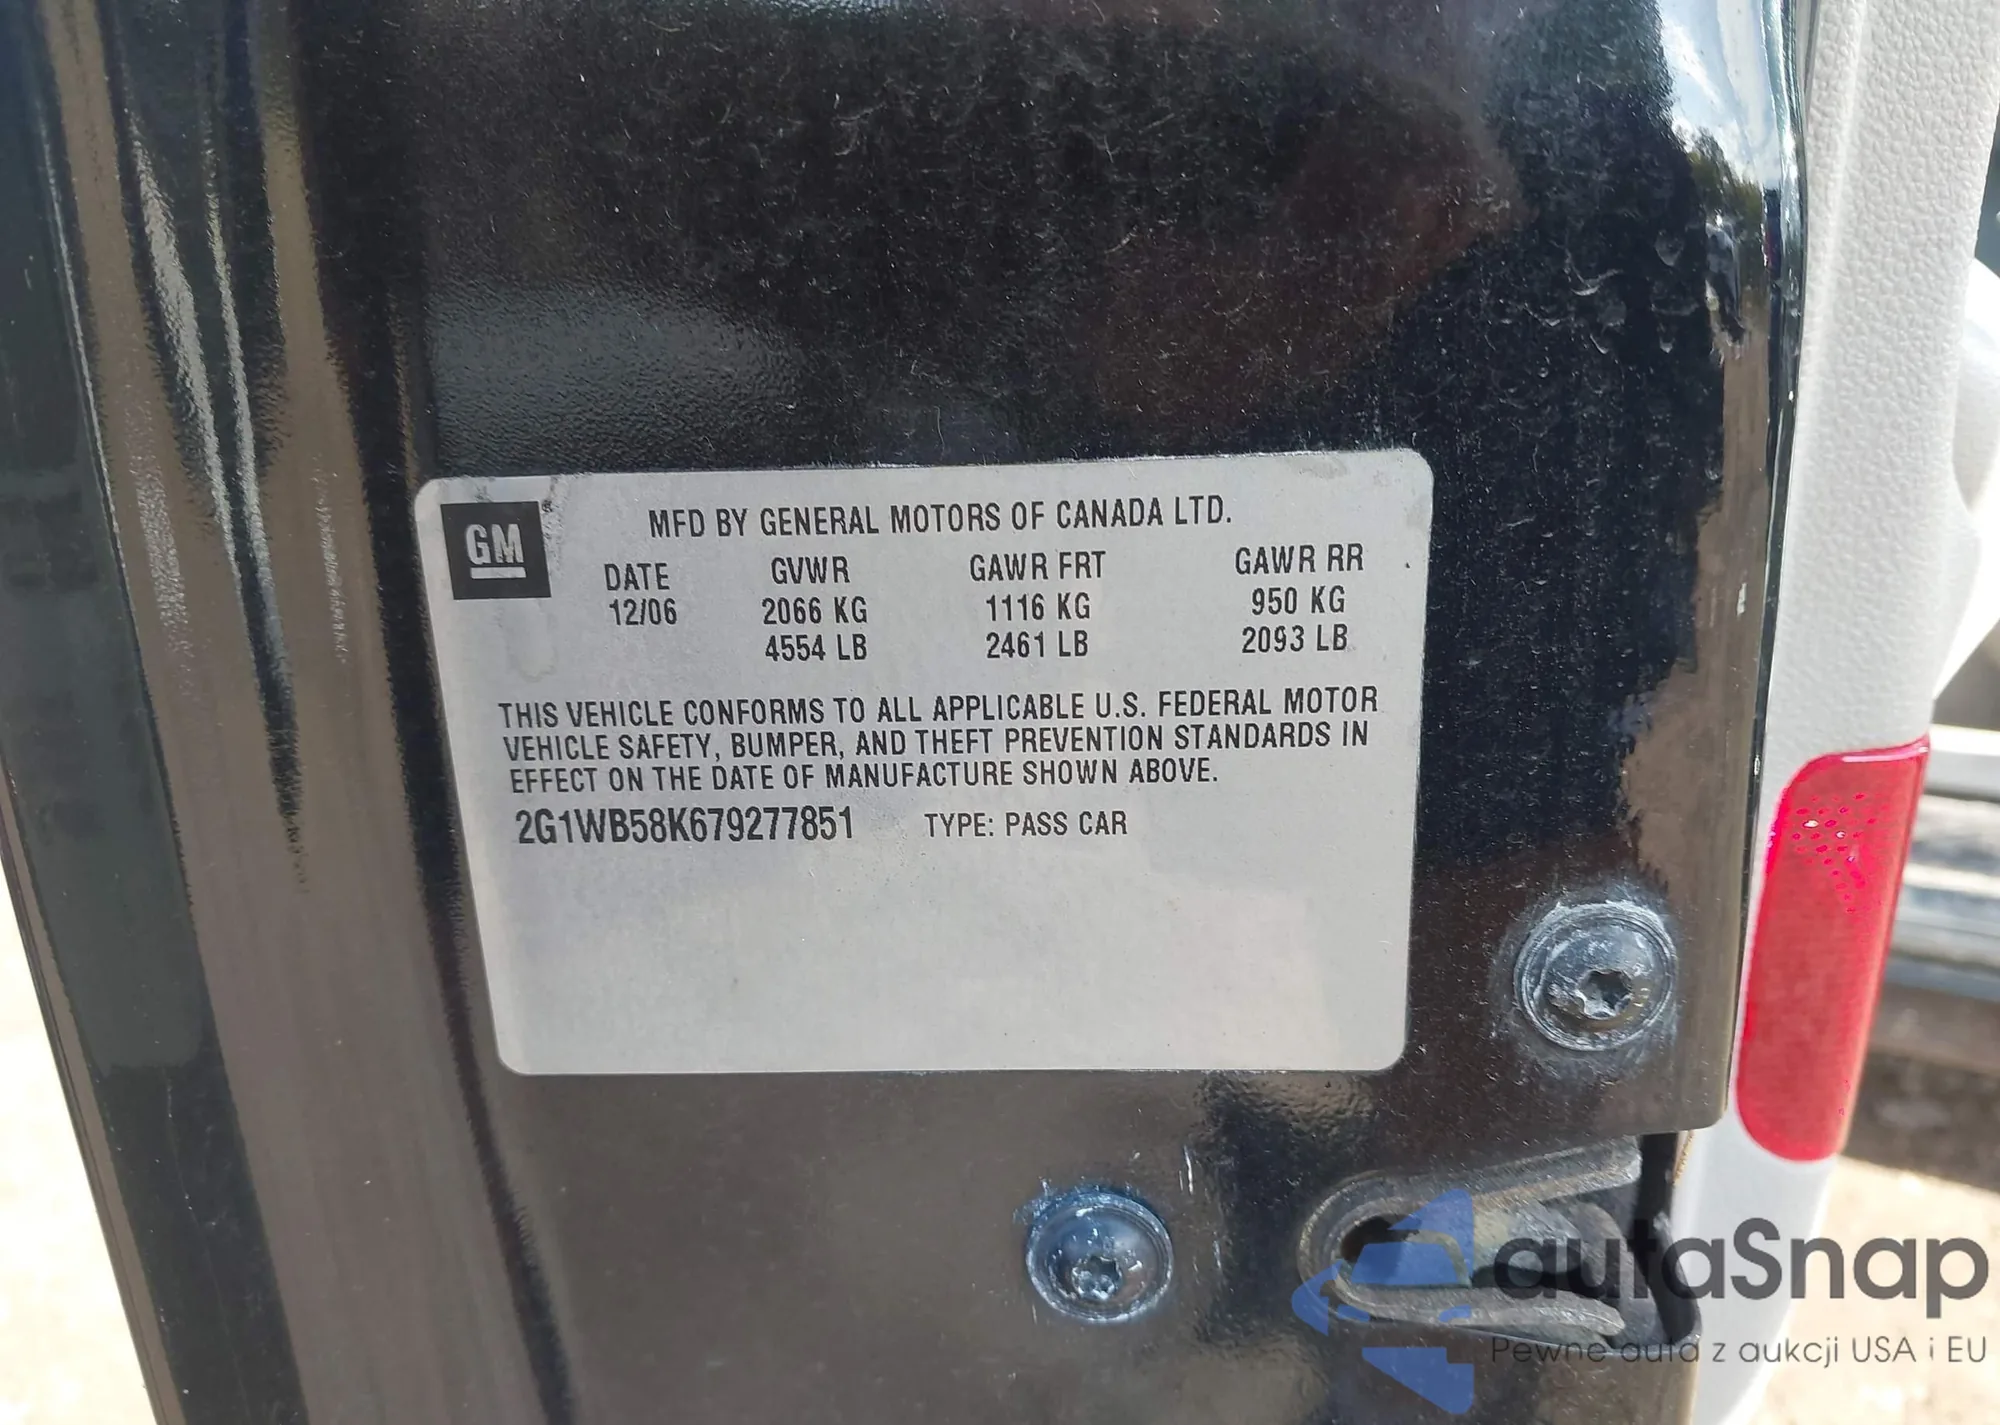 GM
MFD BY GENERAL MOTORS OF CANADA LTD.
DATE GVWR GAWR FRT GAWR RR
12/06 2066 KG 1116 KG 950 KG
4554 LB 2461 LB 2093 LB
THIS VEHICLE CONFORMS TO ALL APPLICABLE U.S. FEDERAL MOTOR
VEHICLE SAFETY, BUMPER, AND THEFT PREVENTION STANDARDS IN
EFFECT ON THE DATE OF MANUFACTURE SHOWN ABOVE.
2G1WB58K679277851 TYPE: PASS CAR
autaSnap
Pewne auta z aukcji USA i EU